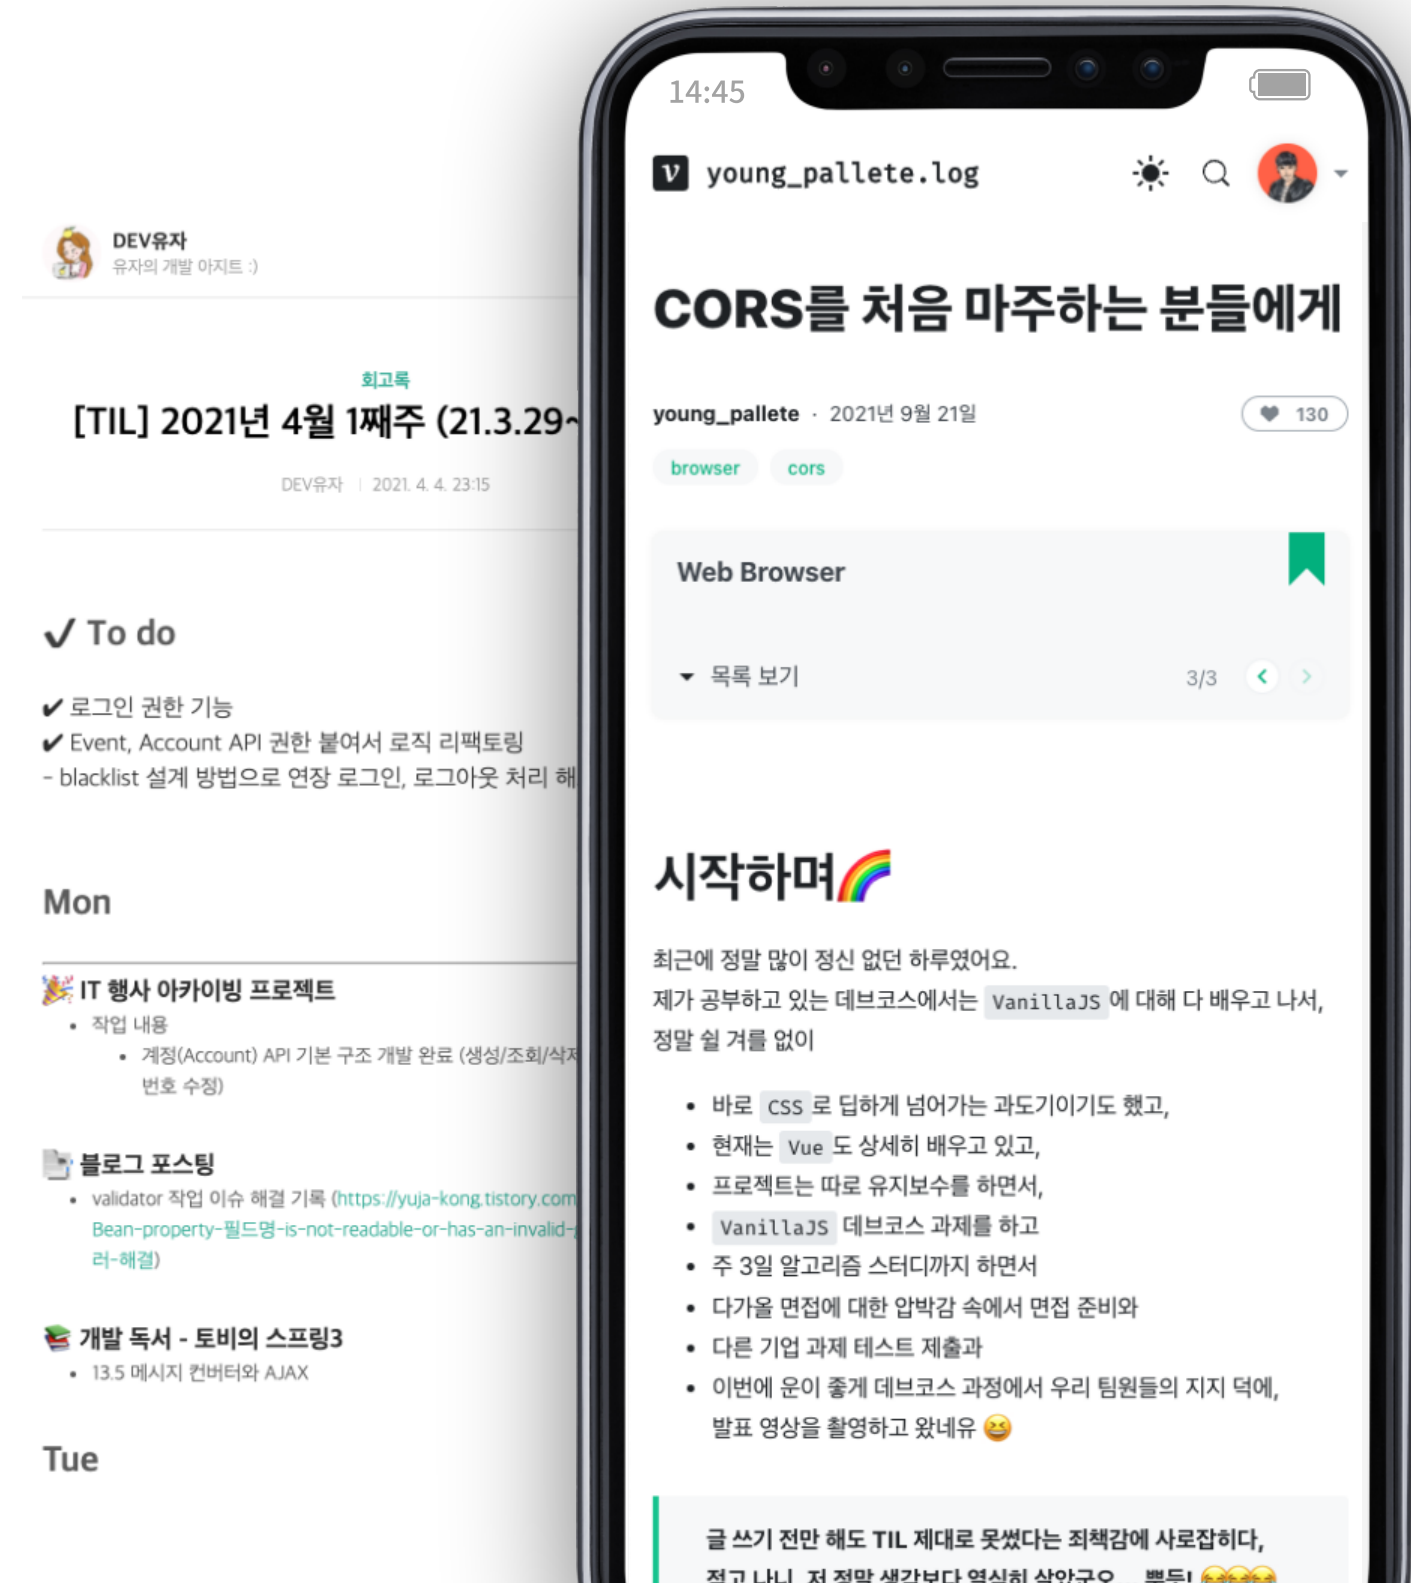 DEV유자
유자의 개발 아지트 :)
회고록
[TIL] 2021년 4월 1째주 (21.3.29~
DEV유자 | 2021. 4. 4. 23:15
✔ To do
✔ 로그인 권한 기능
✔ Event, Account API 권한 붙여서 로직 리팩토링
- blacklist 설계 방법으로 연장 로그인, 로그아웃 처리 해
Mon
🎉 IT 행사 아카이빙 프로젝트
• 작업 내용
• 계정(Account) API 기본 구조 개발 완료 (생성/조회/삭제
번호 수정)
📑 블로그 포스팅
• validator 작업 이슈 해결 기록 (https://yuja-kong.tistory.com
Bean-property-필드명-is-not-readable-or-has-an-invalid-
러-해결)
📚 개발 독서 - 토비의 스프링3
• 13.5 메시지 컨버터와 AJAX
Tue
14:45
v young_pallete.log
CORS를 처음 마주하는 분들에게
young_pallete · 2021년 9월 21일
♥ 130
browser cors
Web Browser
▼ 목록 보기
3/3 < >
시작하며🌈
최근에 정말 많이 정신 없던 하루였어요.
제가 공부하고 있는 데브코스에서는 VanillaJS 에 대해 다 배우고 나서,
정말 쉴 겨를 없이
• 바로 CSS 로 딥하게 넘어가는 과도기이기도 했고,
• 현재는 Vue 도 상세히 배우고 있고,
• 프로젝트는 따로 유지보수를 하면서,
• VanillaJS 데브코스 과제를 하고
• 주 3일 알고리즘 스터디까지 하면서
• 다가올 면접에 대한 압박감 속에서 면접 준비와
• 다른 기업 과제 테스트 제출과
• 이번에 운이 좋게 데브코스 과정에서 우리 팀원들의 지지 덕에,
발표 영상을 촬영하고 왔네유 😆
글 쓰기 전만 해도 TIL 제대로 못썼다는 죄책감에 사로잡히다,
적고 나니, 저 정말 생각보다 열심히 살았군요... 뿌듯! 😂😂😂